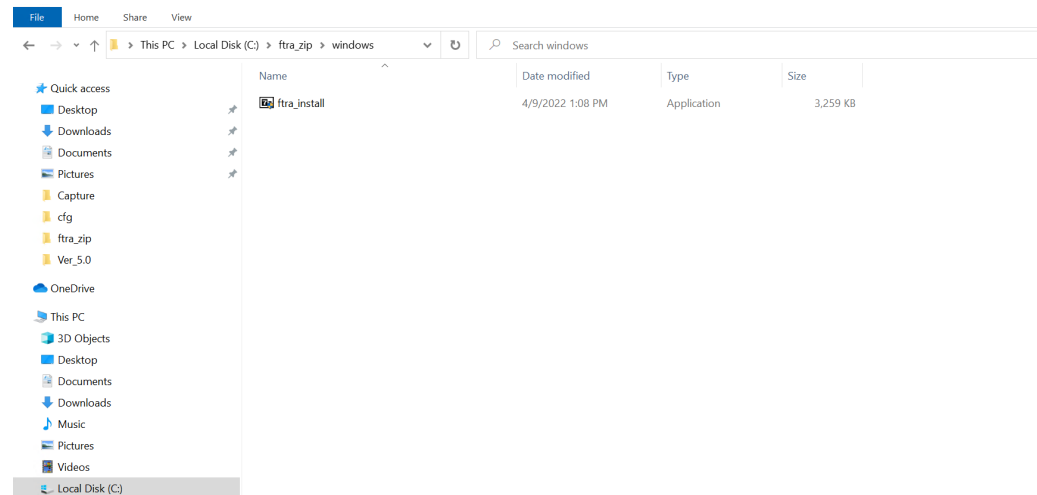 File Home Share View
This PC > Local Disk (C:) > ftra_zip > windows
Search windows
Name Date modified Type Size
ftra_install 4/9/2022 1:08 PM Application 3,259 KB
Quick access
Desktop
Downloads
Documents
Pictures
Capture
cfg
ftra_zip
Ver_5.0
OneDrive
This PC
3D Objects
Desktop
Documents
Downloads
Music
Pictures
Videos
Local Disk (C:)